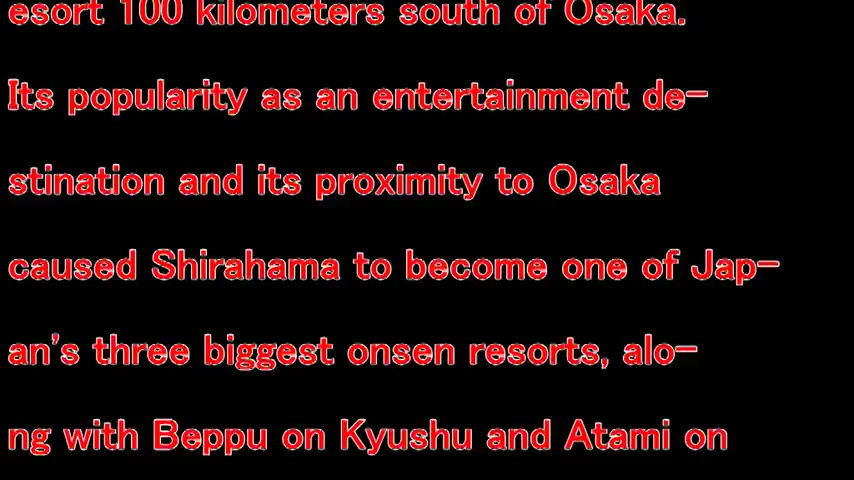 esort 100 kilometers south of Osaka.
Its popularity as an entertainment de-
stination and its proximity to Osaka
caused Shirahama to become one of Jap-
an's three biggest onsen resorts, alo-
ng with Beppu on Kyushu and Atami on